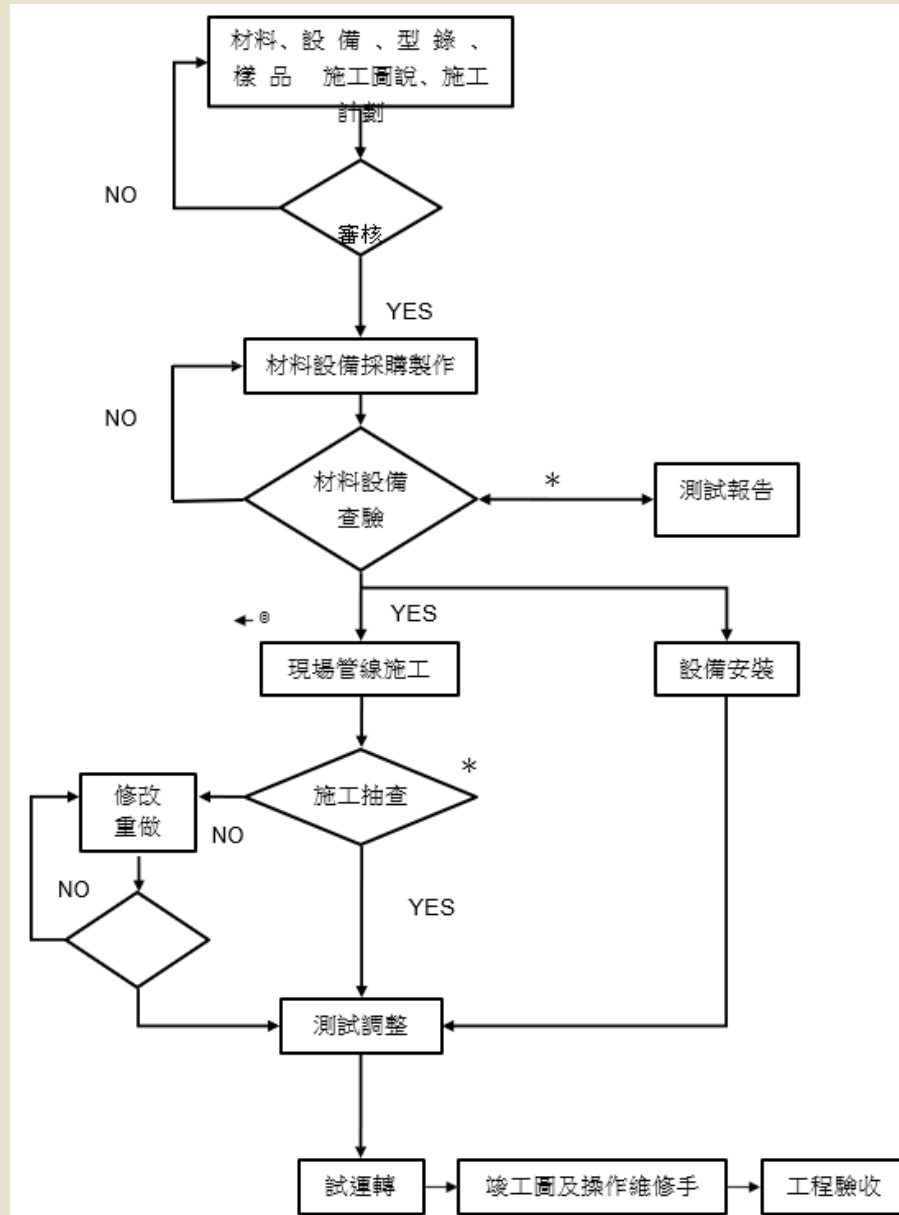 材料、設 備 、型 錄 、
樣 品 施工圖說、施工
計劃
NO
審核
YES
材料設備採購製作
NO
材料設備
查驗
*
測試報告
YES
現場管線施工
設備安裝
施工抽查
*
修改
重做
NO
NO
YES
測試調整
試運轉
竣工圖及操作維修手
工程驗收